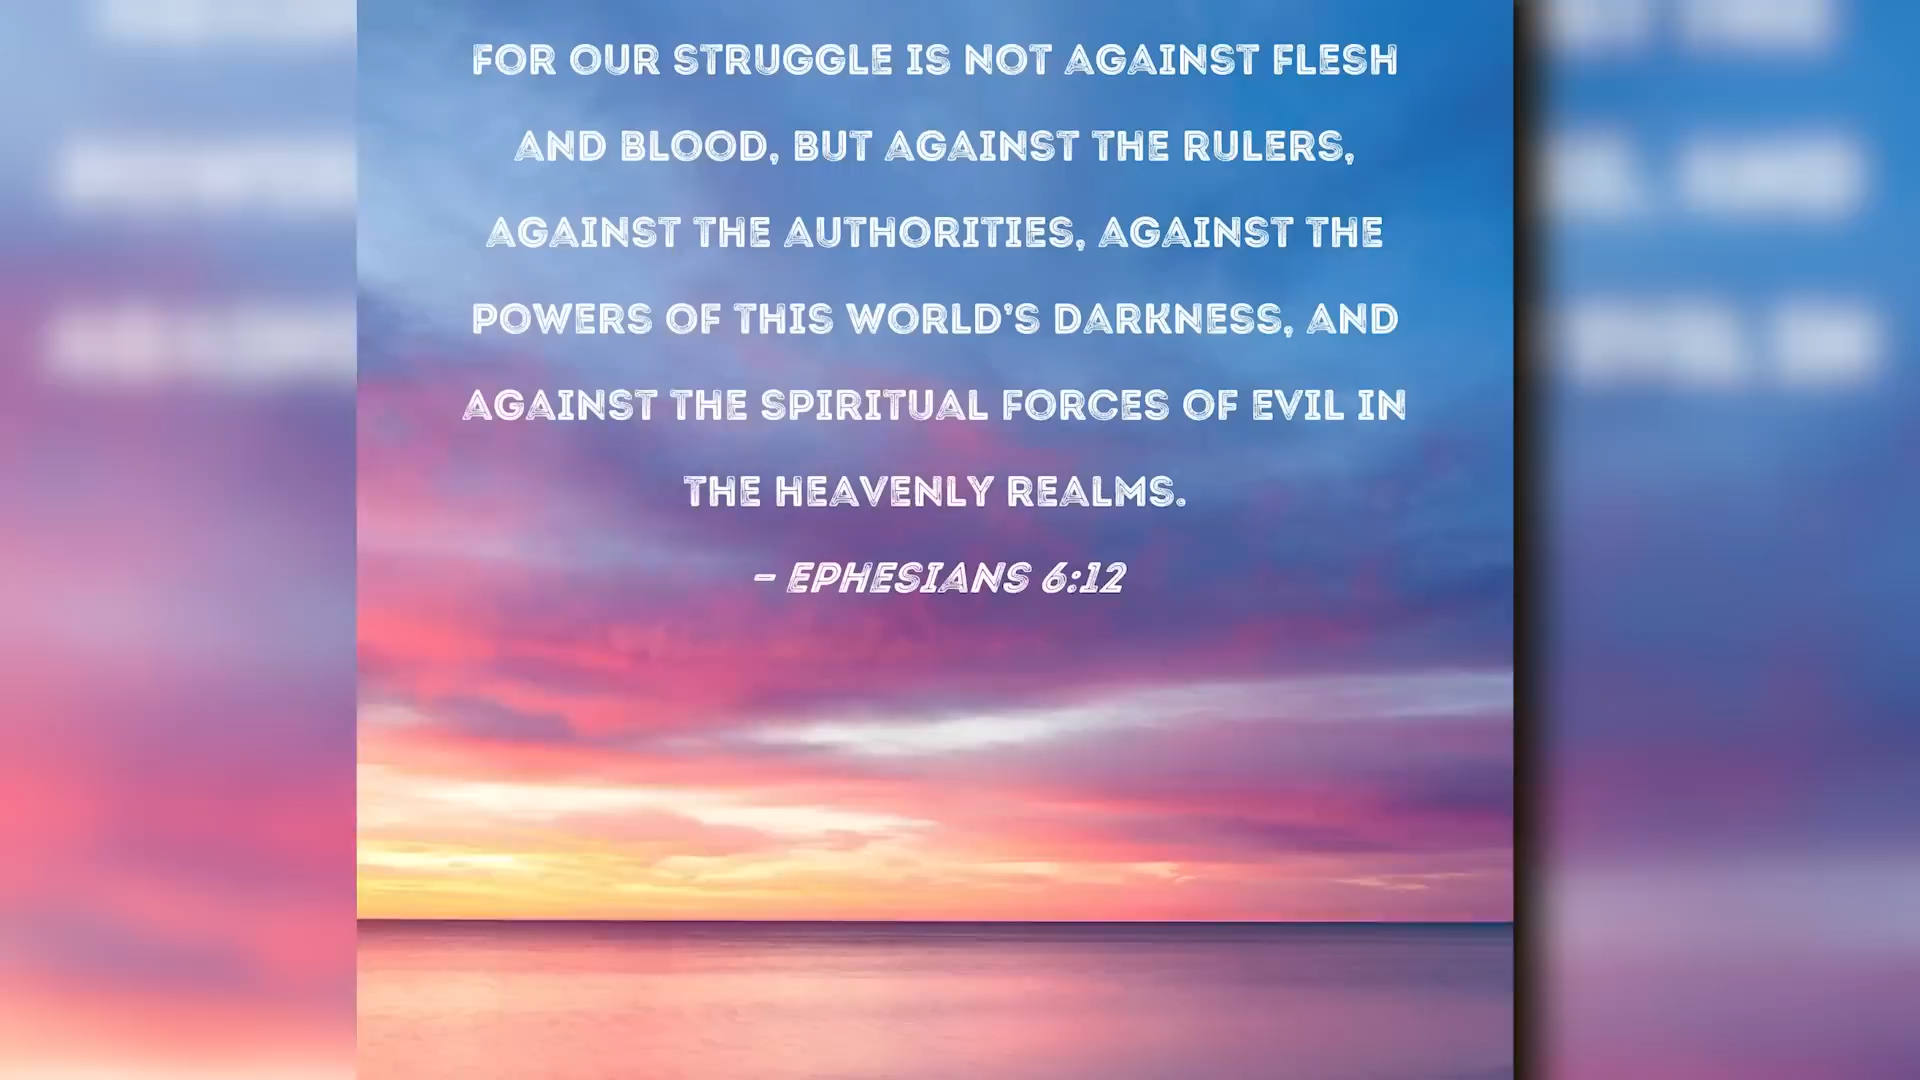 FOR OUR STRUGGLE IS NOT AGAINST FLESH
AND BLOOD, BUT AGAINST THE RULERS,
AGAINST THE AUTHORITIES, AGAINST THE
POWERS OF THIS WORLD'S DARKNESS, AND
AGAINST THE SPIRITUAL FORCES OF EVIL IN
THE HEAVENLY REALMS.
– EPHESIANS 6:12